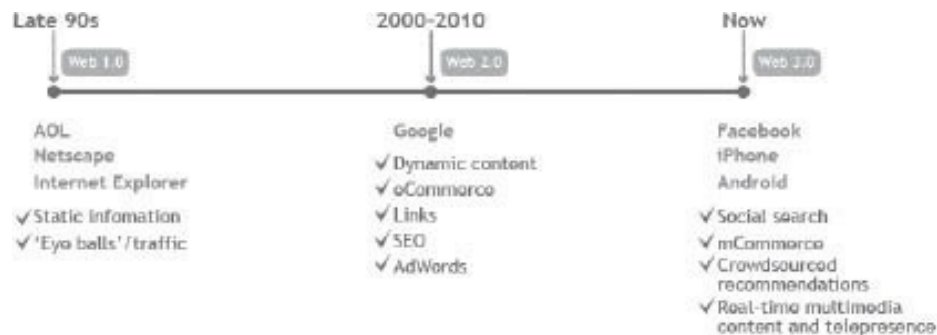 Late 90s
Web 1.0
AOL
Netscape
Internet Explorer
✓ Static infomation
✓ 'Eye balls'/traffic
2000-2010
Web 2.0
Google
✓ Dynamic content
✓ eCommerce
✓ Links
✓ SEO
✓ AdWords
Now
Web 3.0
Facebook
iPhone
Android
✓ Social search
✓ mCommerce
✓ Crowdsourced
recommendations
✓ Real-time multimedia
content and telepresence